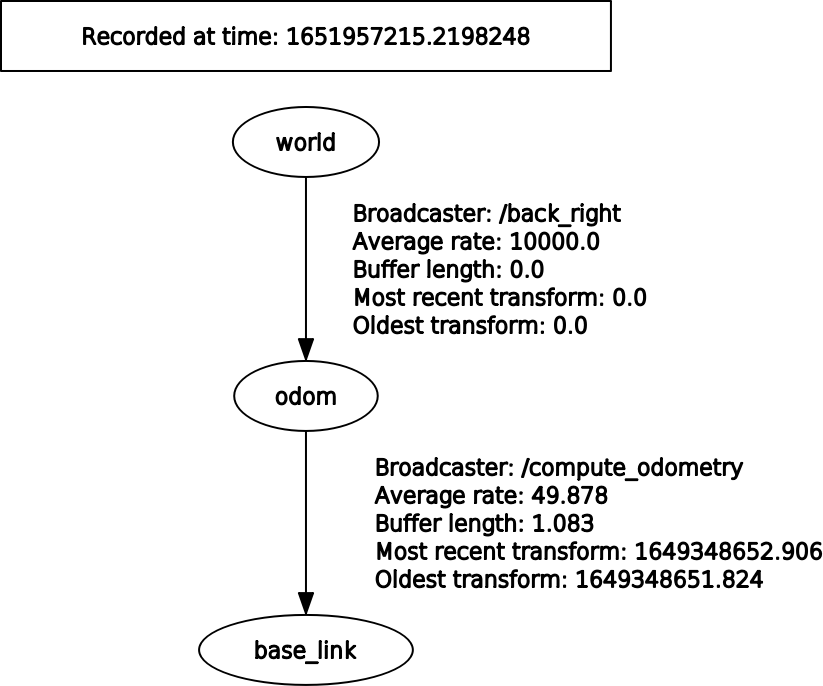 Recorded at time: 1651957215.2198248
world
Broadcaster: /back_right
Average rate: 10000.0
Buffer length: 0.0
Most recent transform: 0.0
Oldest transform: 0.0
odom
Broadcaster: /compute_odometry
Average rate: 49.878
Buffer length: 1.083
Most recent transform: 1649348652.906
Oldest transform: 1649348651.824
base_link